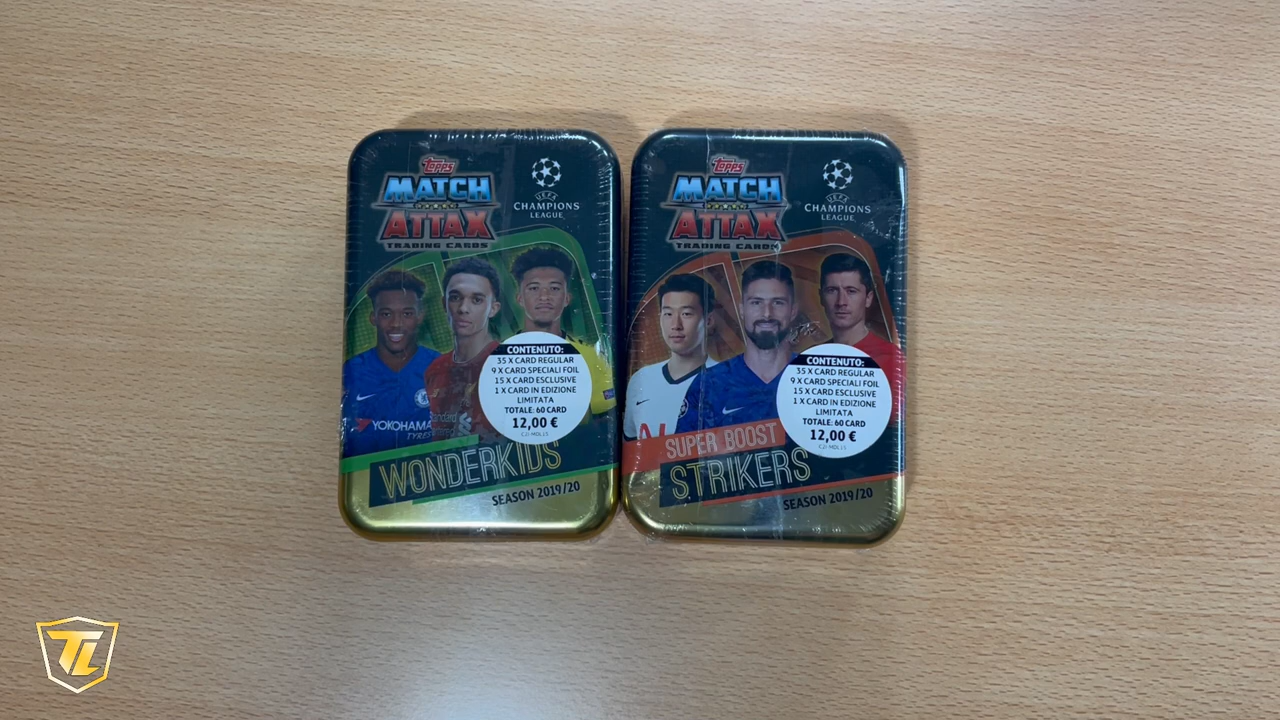 Topps
MATCH
ATTAX
TRADING CARDS
UEFA
CHAMPIONS
LEAGUE
YOKOHAMA
TYRES
CONTENUTO:
35 X CARD REGULAR
9 X CARD SPECIALI FOIL
15 X CARD ESCLUSIVE
1 X CARD IN EDIZIONE
LIMITATA
TOTALE: 60 CARD
12,00 €
WONDERKIDS
SEASON 2019/20
Topps
MATCH
ATTAX
TRADING CARDS
UEFA
CHAMPIONS
LEAGUE
CONTENUTO:
35 X CARD REGULAR
9 X CARD SPECIALI FOIL
15 X CARD ESCLUSIVE
1 X CARD IN EDIZIONE
LIMITATA
TOTALE: 60 CARD
12,00 €
SUPER BOOST
STRIKERS
SEASON 2019/20
TL